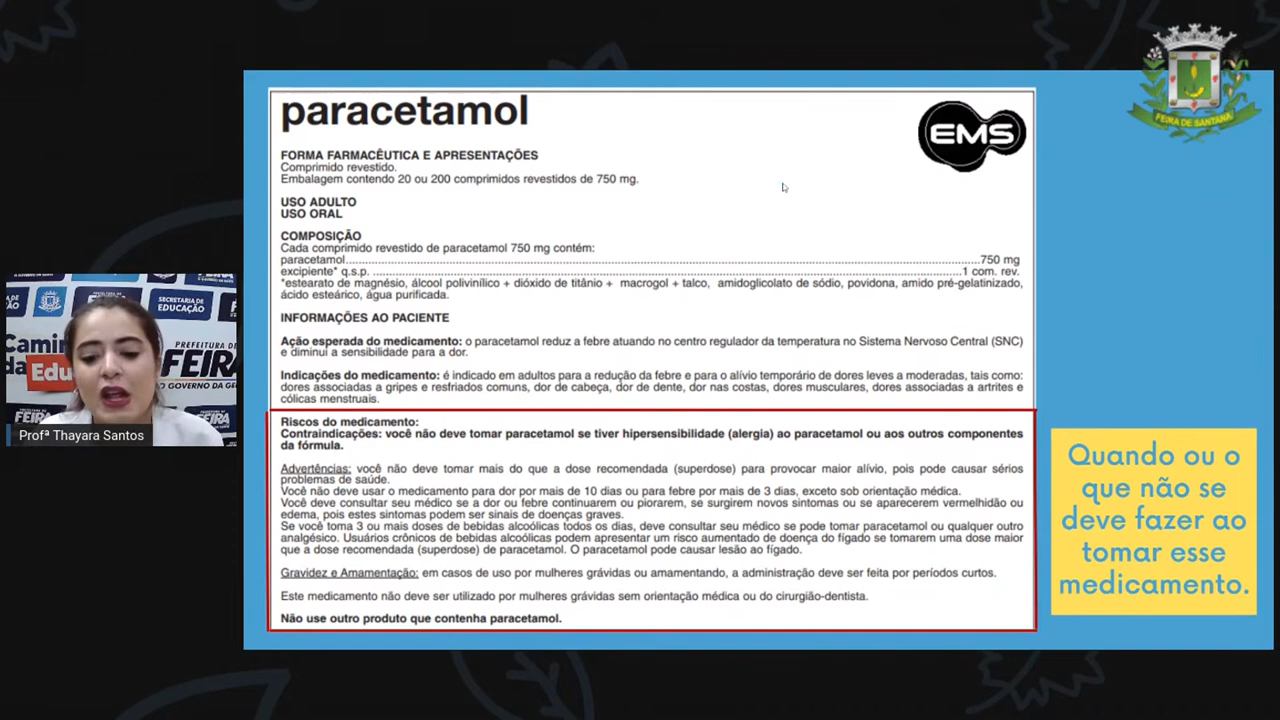 paracetamol
EMS
FORMA FARMACÊUTICA E APRESENTAÇÕES
Comprimido revestido.
Embalagem contendo 20 ou 200 comprimidos revestidos de 750 mg.
USO ADULTO
USO ORAL
COMPOSIÇÃO
Cada comprimido revestido de paracetamol 750 mg contém:
paracetamol..........750 mg
excipiente* q.s.p. ..........1 com. rev.
*estearato de magnésio, álcool polivinílico + dióxido de titânio + macrogol + talco, amidoglicolato de sódio, povidona, amido pré-gelatinizado,
ácido esteárico, água purificada.
INFORMAÇÕES AO PACIENTE
Ação esperada do medicamento: o paracetamol reduz a febre atuando no centro regulador da temperatura no Sistema Nervoso Central (SNC)
e diminui a sensibilidade para a dor.
Indicações do medicamento: é indicado em adultos para a redução da febre e para o alívio temporário de dores leves a moderadas, tais como:
dores associadas a gripes e resfriados comuns, dor de cabeça, dor de dente, dor nas costas, dores musculares, dores associadas a artrites e
cólicas menstruais.
Riscos do medicamento:
Contraindicações: você não deve tomar paracetamol se tiver hipersensibilidade (alergia) ao paracetamol ou aos outros componentes
da fórmula.
Advertências: você não deve tomar mais do que a dose recomendada (superdose) para provocar maior alívio, pois pode causar sérios
problemas de saúde.
Você não deve usar o medicamento para dor por mais de 10 dias ou para febre por mais de 3 dias, exceto sob orientação médica.
Você deve consultar seu médico se a dor ou febre continuarem ou piorarem, se surgirem novos sintomas ou se aparecerem vermelhidão ou
edema, pois estes sintomas podem ser sinais de doenças graves.
Se você toma 3 ou mais doses de bebidas alcoólicas todos os dias, deve consultar seu médico se pode tomar paracetamol ou qualquer outro
analgésico. Usuários crônicos de bebidas alcoólicas podem apresentar um risco aumentado de doença do fígado se tomarem uma dose maior
que a dose recomendada (superdose) de paracetamol. O paracetamol pode causar lesão ao fígado.
Gravidez e Amamentação: em casos de uso por mulheres grávidas ou amamentando, a administração deve ser feita por períodos curtos.
Este medicamento não deve ser utilizado por mulheres grávidas sem orientação médica ou do cirurgião-dentista.
Não use outro produto que contenha paracetamol.
Quando ou o
que não se
deve fazer ao
tomar esse
medicamento.
FEIRA DE SANTANA
SECRETARIA DE
EDUCAÇÃO
PREFEITURA DE
FEIRA
O GOVERNO DA
Camin
da Edu
Profª Thayara Santos